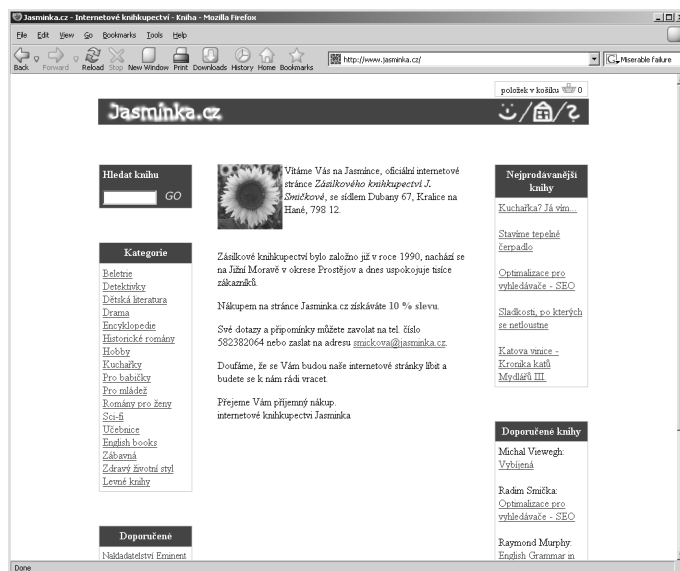 Jasminka.cz - Internetové knihkupectví - Kniha - Mozilla Firefox
File Edit View Go Bookmarks Tools Help
Back Forward Reload Stop New Window Print Downloads History Home Bookmarks
http://www.jasminka.cz/
Miserable failure
položek v košíku 0
Jasminka.cz
Hledat knihu
GO
Kategorie
Beletrie
Detektivky
Dětská literatura
Drama
Encyklopedie
Historické romány
Hobby
Kuchařky
Pro babičky
Pro mládež
Romány pro ženy
Sci-fi
Učebnice
English books
Zábavná
Zdravý životní styl
Levné knihy
Doporučené
Nakladatelství Eminent
Vítáme Vás na Jasmínce, oficiální internetové
stránce Zásilkového knihkupectví J.
Smičkové, se sídlem Dubany 67, Kralice na
Hané, 798 12.
Zásilkové knihkupectví bylo založno již v roce 1990, nachází se
na Jižní Moravě v okrese Prostějov a dnes uspokojuje tisíce
zákazníků.
Nákupem na stránce Jasminka.cz získáváte 10 % slevu.
Své dotazy a připomínky můžete zavolat na tel. číslo
582382064 nebo zaslat na adresu smickova@jasminka.cz.
Doufáme, že se Vám budou naše internetové stránky líbit a
budete se k nám rádi vracet.
Přejeme Vám příjemný nákup.
internetové knihkupectvi Jasminka
Nejprodávanější
knihy
Kuchařka? Já vím...
Stavíme tepelné
čerpadlo
Optimalizace pro
vyhledávače - SEO
Sladkosti, po kterých
se netloustne
Katova vinice -
Kronika katů
Mydlářů III.
Doporučené knihy
Michal Viewegh:
Vybíjená
Radim Smička:
Optimalizace pro
vyhledávače - SEO
Raymond Murphy:
English Grammar in
Done